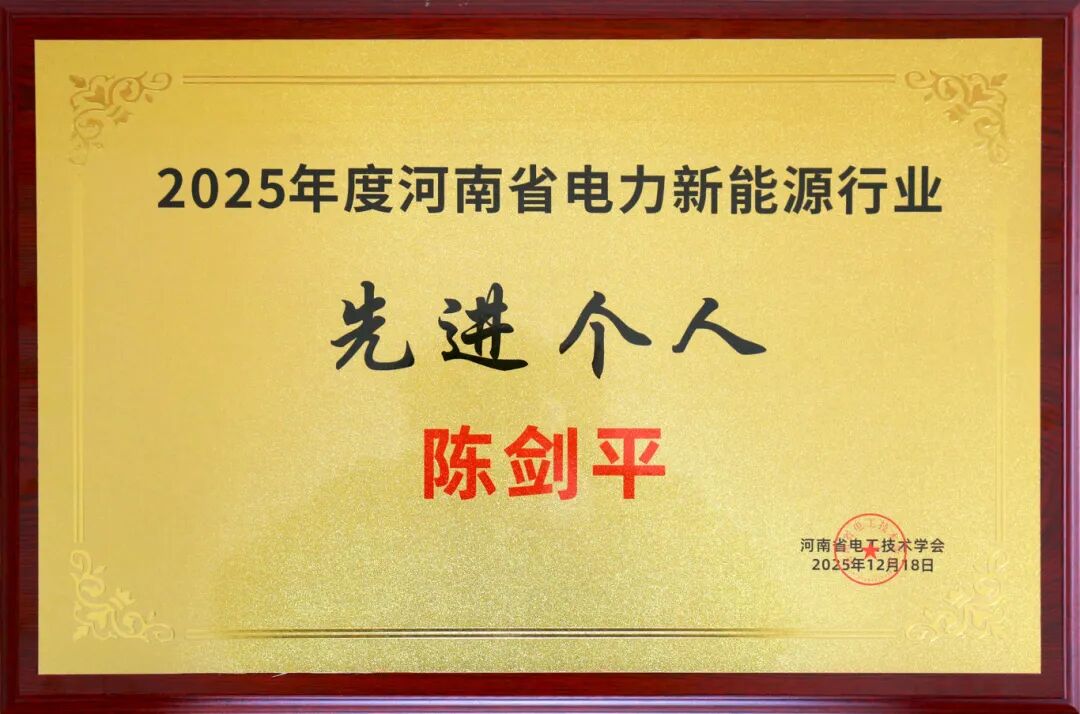 2025年度河南省电力新能源行业
先进个人
陈剑平
河南省电工技术学会
2025年12月18日